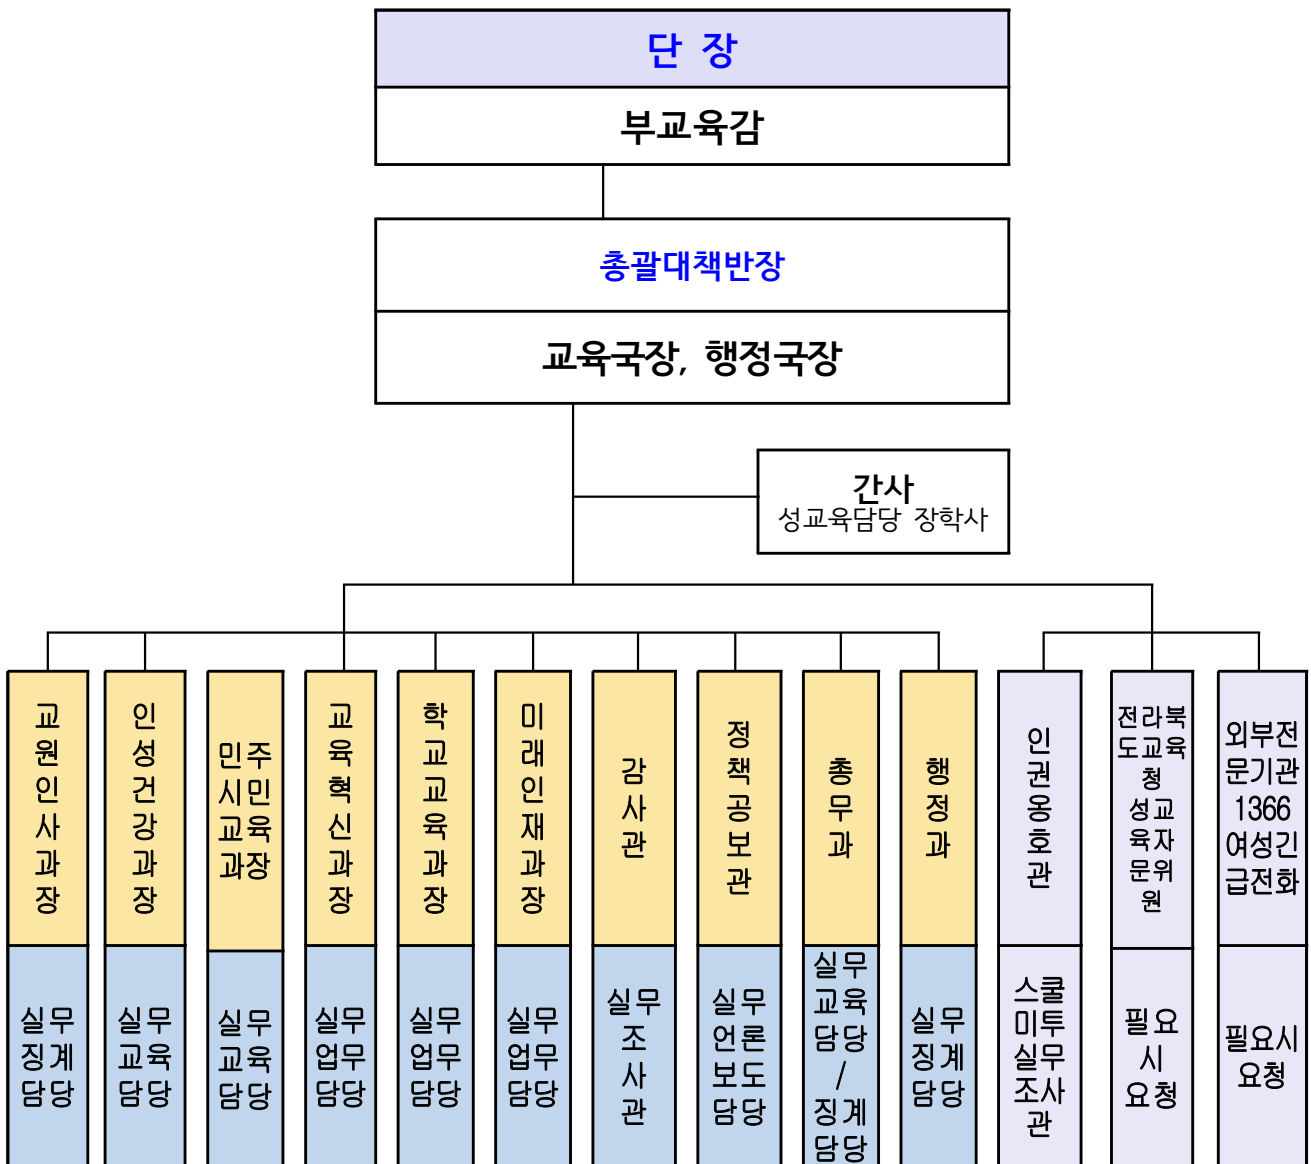 단 장
부교육감
총괄대책반장
교육국장, 행정국장
간사
성교육담당 장학사
교
원
인
사
과
장
실무
징계
담당
인
성
건
강
과
장
실무
교육
담당
민주
시민
교육
과장
실무
교육
담당
교
육
혁
신
과
장
실무
업무
담당
학
교
교
육
과
장
실무
업무
담당
미
래
인
재
과
장
실무
업무
담당
감
사
관
실무
조
사
관
정
책
공
보
관
실무
언론
보도
담당
총
무
과
실무
교육
담당
/
징계
담당
행
정
과
실무
징계
담당
인
권
옹
호
관
스쿨
미투
실무
조사
관
전라북
도교육
청
성교
육자
문위
원
필요
시
요청
외부전
문기관
1366
여성긴
급전화
필요시
요청